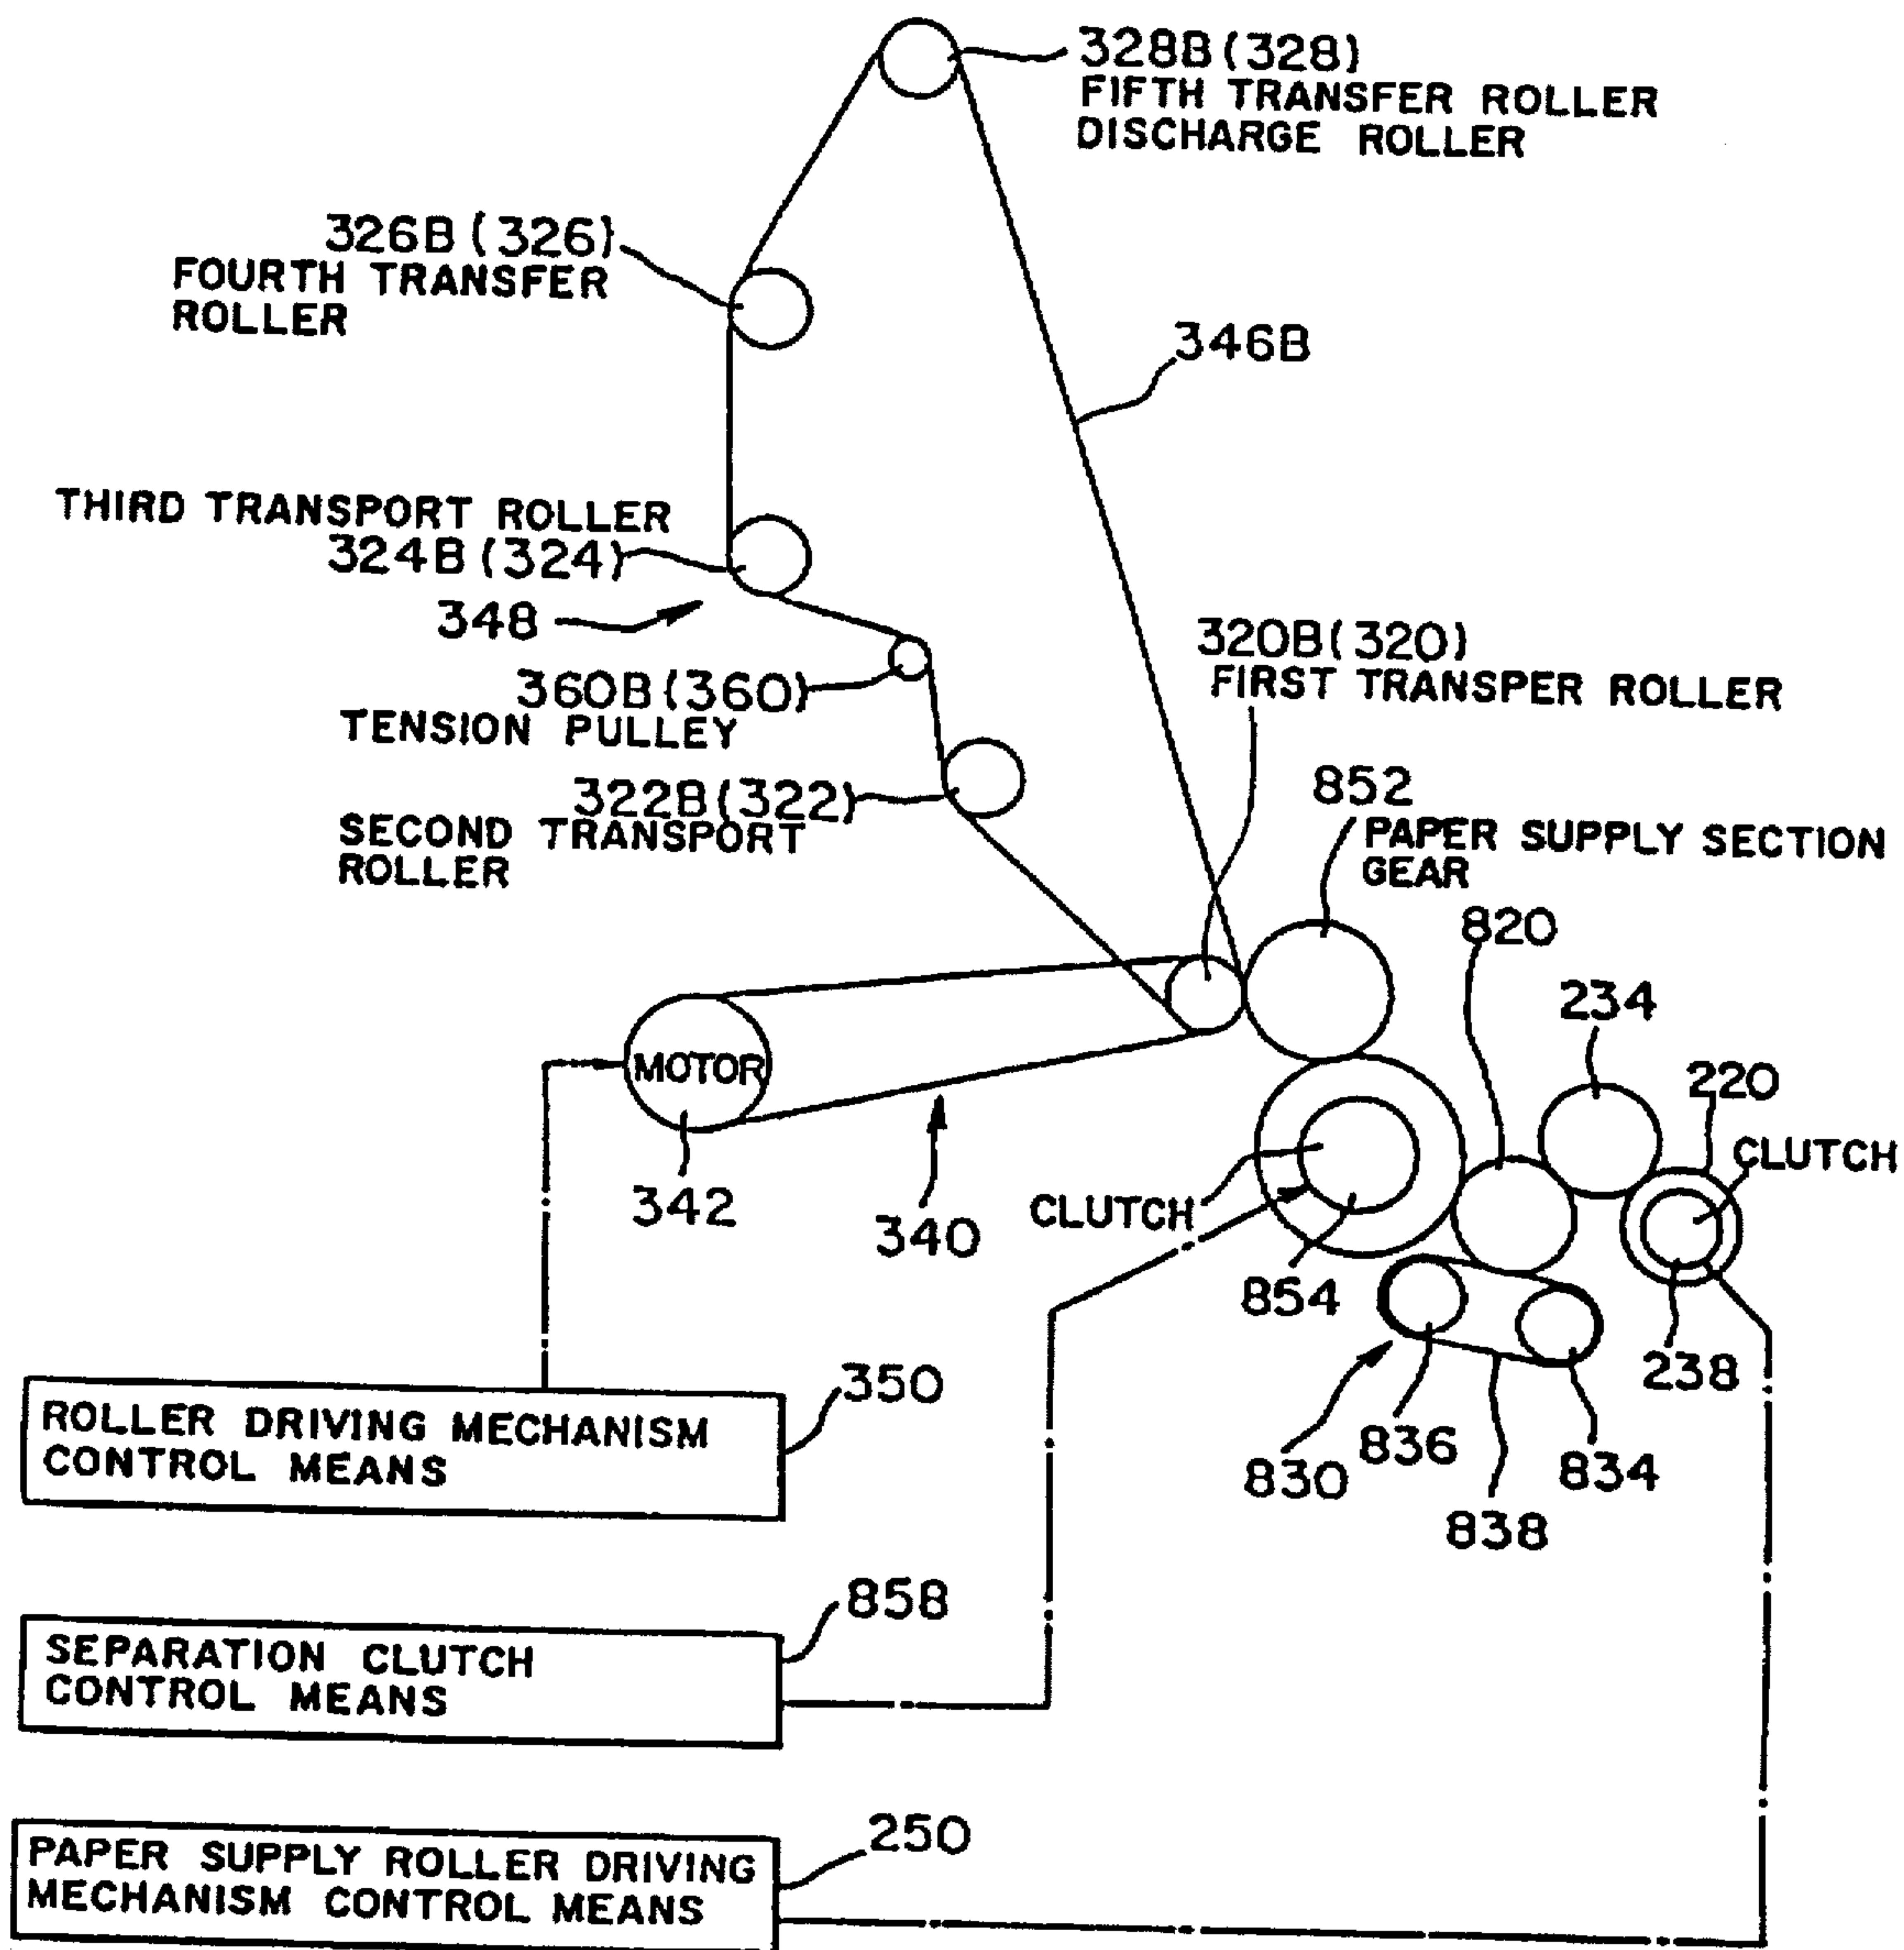 328B(328)
FIFTH TRANSFER ROLLER
DISCHARGE ROLLER
326B(326)
FOURTH TRANSFER
ROLLER
346B
THIRD TRANSPORT ROLLER
324B(324)
348
320B(320)
FIRST TRANSPER ROLLER
360B(360)
TENSION PULLEY
322B(322)
SECOND TRANSPORT
ROLLER
852
PAPER SUPPLY SECTION
GEAR
820
234
220
CLUTCH
MOTOR
342
340
CLUTCH
854
238
830
836
838
834
350
ROLLER DRIVING MECHANISM
CONTROL MEANS
858
SEPARATION CLUTCH
CONTROL MEANS
250
PAPER SUPPLY ROLLER DRIVING
MECHANISM CONTROL MEANS